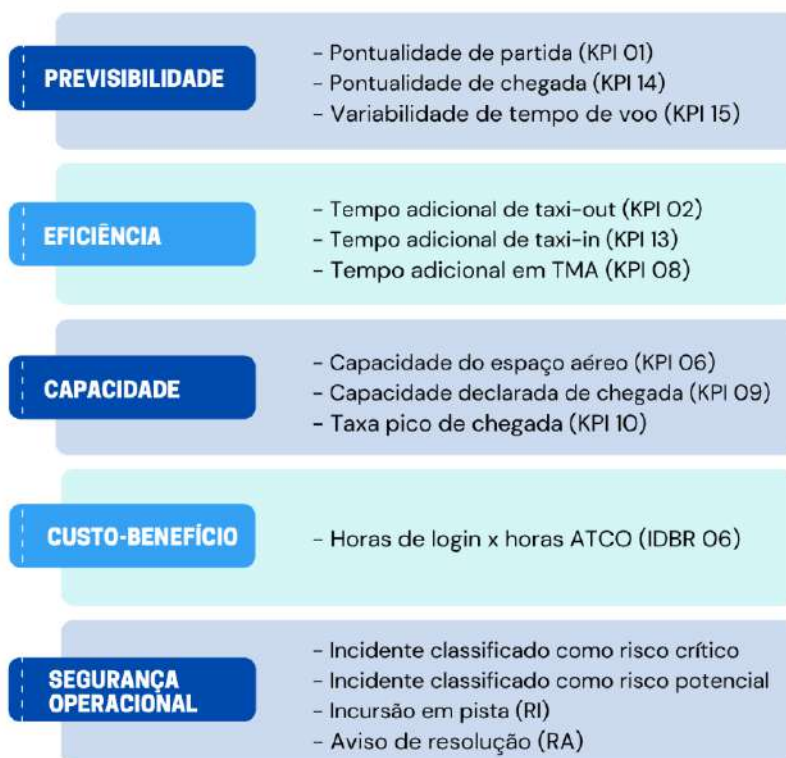 PREVISIBILIDADE
- Pontualidade de partida (KPI 01)
- Pontualidade de chegada (KPI 14)
- Variabilidade de tempo de voo (KPI 15)
EFICIÊNCIA
- Tempo adicional de taxi-out (KPI 02)
- Tempo adicional de taxi-in (KPI 13)
- Tempo adicional em TMA (KPI 08)
CAPACIDADE
- Capacidade do espaço aéreo (KPI 06)
- Capacidade declarada de chegada (KPI 09)
- Taxa pico de chegada (KPI 10)
CUSTO-BENEFÍCIO
- Horas de login x horas ATCO (IDBR 06)
SEGURANÇA
OPERACIONAL
- Incidente classificado como risco crítico
- Incidente classificado como risco potencial
- Incursão em pista (RI)
- Aviso de resolução (RA)